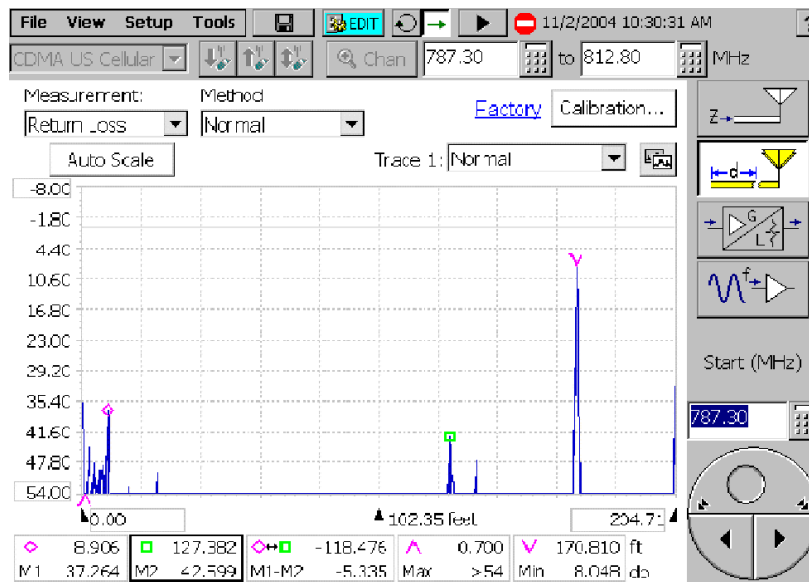 File View Setup Tools EDIT 11/2/2004 10:30:31 AM ?
CDMA US Cellular Chan 787.30 to 812.80 MHz
Measurement: Method
Return Loss Normal Factory Calibration...
Auto Scale Trace 1: Normal
-8.00
-1.80
4.40
10.60
16.80
23.00
29.20
35.40
41.60
47.80
54.00
0.00 102.35 feet 204.71
8.906 127.382 -118.476 0.700 170.810 ft
M1 37.264 M2 42.599 M1-M2 -5.335 Max >54 Min 8.048 db
Z
d
G
L
f
Start (MHz)
787.30